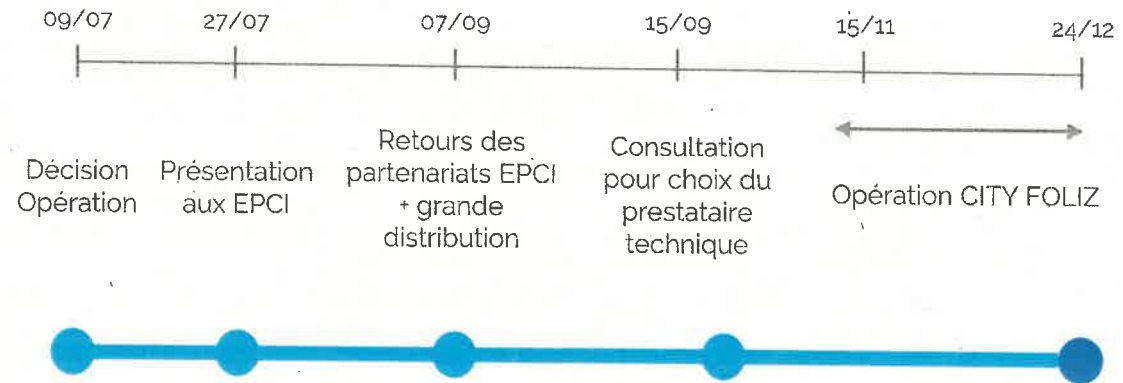 09/07 27/07 07/09 15/09 15/11 24/12
Décision
Opération
Présentation
aux EPCI
Retours des
partenariats EPCI
+ grande
distribution
Consultation
pour choix du
prestataire
technique
Opération CITY FOLIZ